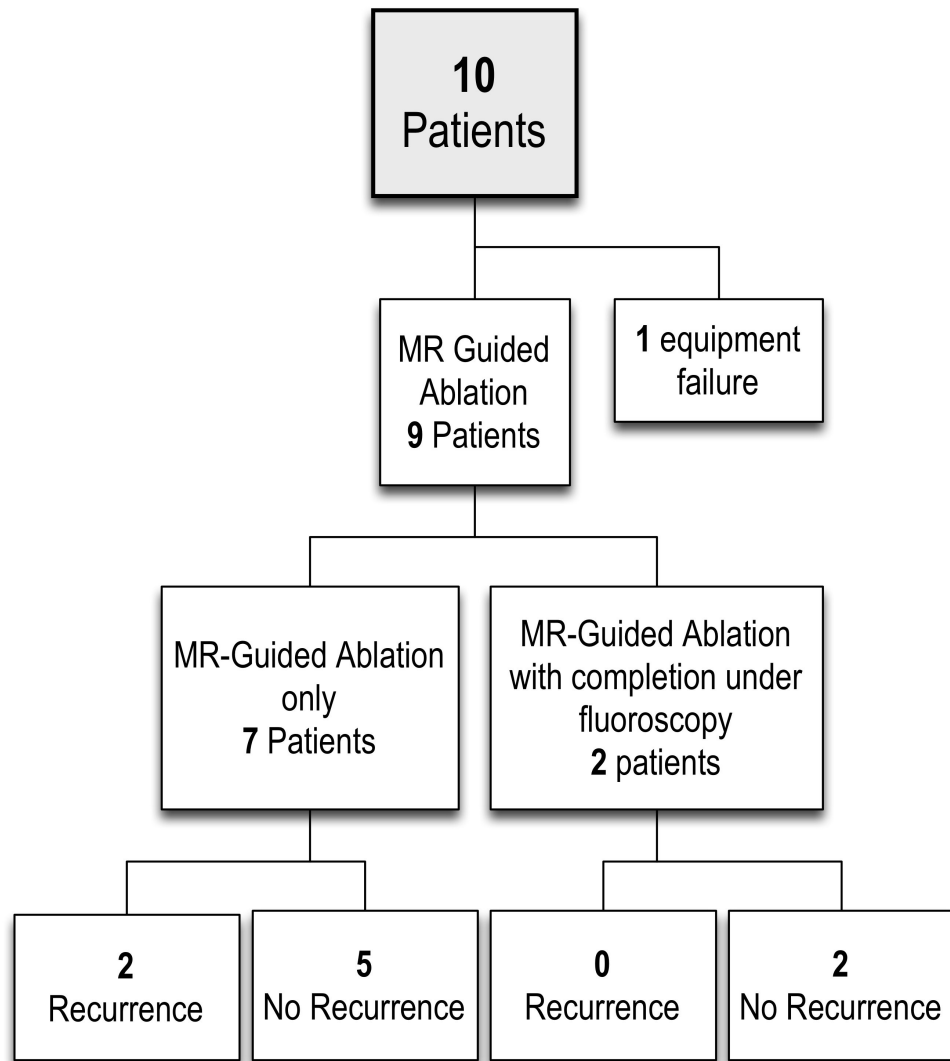 10
Patients
MR Guided
Ablation
9 Patients
1 equipment
failure
MR-Guided Ablation
only
7 Patients
MR-Guided Ablation
with completion under
fluoroscopy
2 patients
2
Recurrence
5
No Recurrence
0
Recurrence
2
No Recurrence